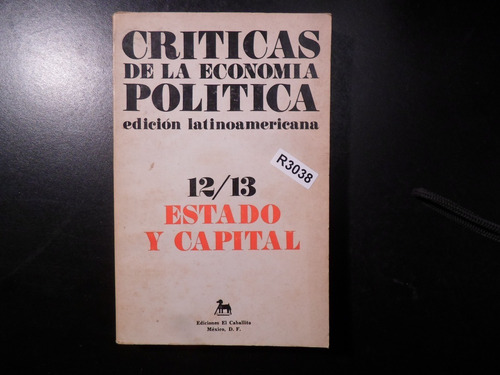 CRITICAS
DE LA ECONOMIA
POLITICA
edición latinoamericana
R3038
12/13
ESTADO
Y CAPITAL
Ediciones El Caballito
México, D. F.